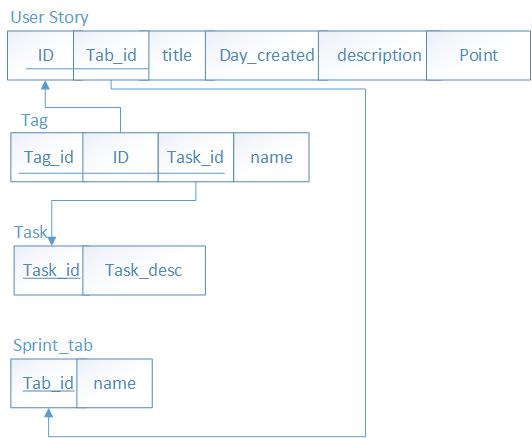 User Story
ID Tab_id title Day_created description Point
Tag
Tag_id ID Task_id name
Task
Task_id Task_desc
Sprint_tab
Tab_id name